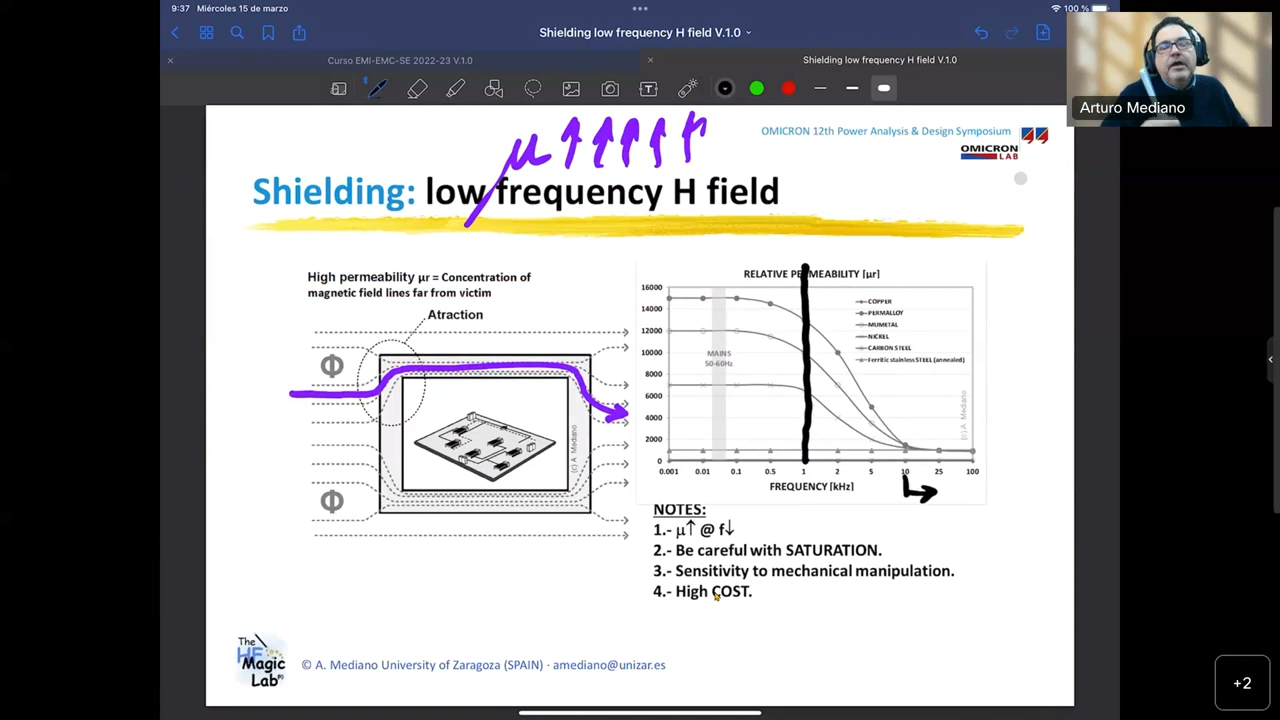 9:37 Miércoles 15 de marzo
100 %
Shielding low frequency H field V.1.0
Arturo Mediano
Curso EMI-EMC-SE 2022-23 V.1.0
Shielding low frequency H field V.1.0
μ
OMICRON 12th Power Analysis & Design Symposium
OMICRON
LAB
Shielding: low frequency H field
High permeability μr = Concentration of
magnetic field lines far from victim
Atraction
Φ
Φ
(c) A. Mediano
RELATIVE PERMEABILITY [μr]
16000
14000
12000
10000
8000
6000
4000
2000
0
MAINS
50-60Hz
COPPER
PERMALLOY
MUMETAL
NICKEL
CARBON STEEL
Ferritic stainless STEEL (annealed)
(c) A. Mediano
0.001 0.01 0.1 0.5 1 2 5 10 25 100
FREQUENCY [kHz]
NOTES:
1.- μ↑ @ f↓
2.- Be careful with SATURATION.
3.- Sensitivity to mechanical manipulation.
4.- High COST.
The
HF
Magic
Lab
© A. Mediano University of Zaragoza (SPAIN) · amediano@unizar.es
+2